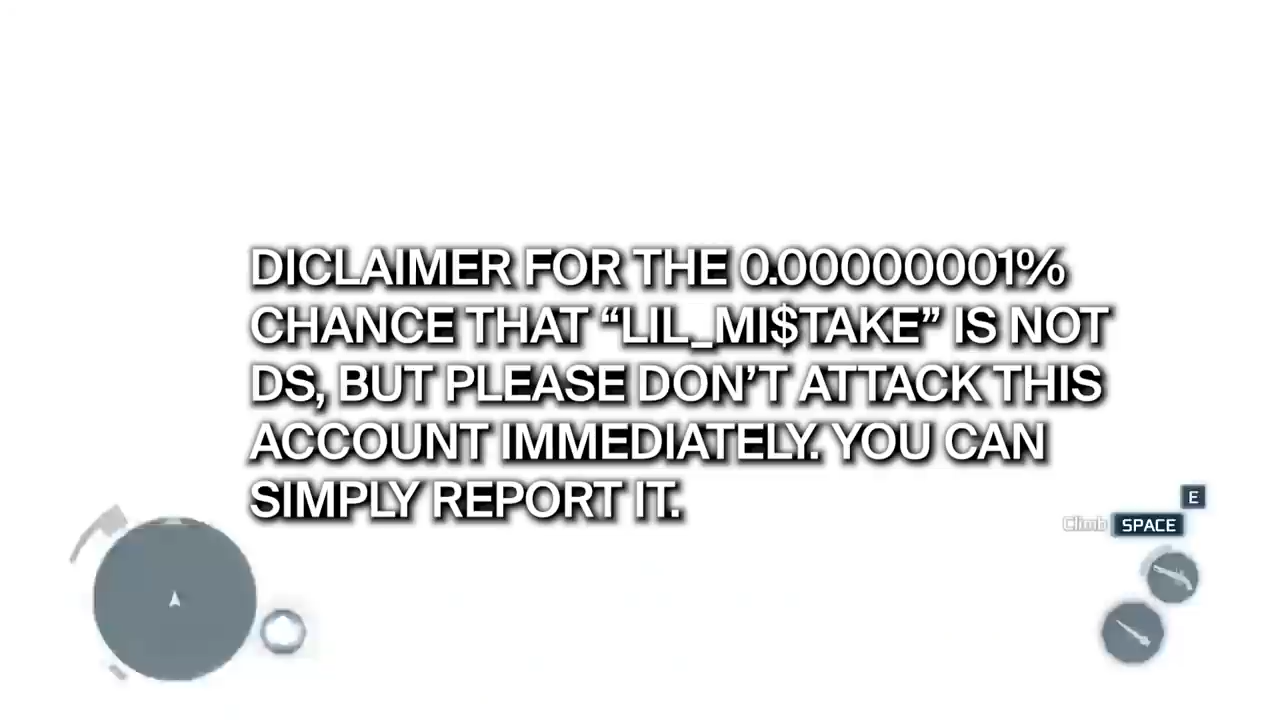 DICLAIMER FOR THE 0.00000001%
CHANCE THAT “LIL_MI$TAKE” IS NOT
DS, BUT PLEASE DON’T ATTACK THIS
ACCOUNT IMMEDIATELY. YOU CAN
SIMPLY REPORT IT.
E
Climb SPACE